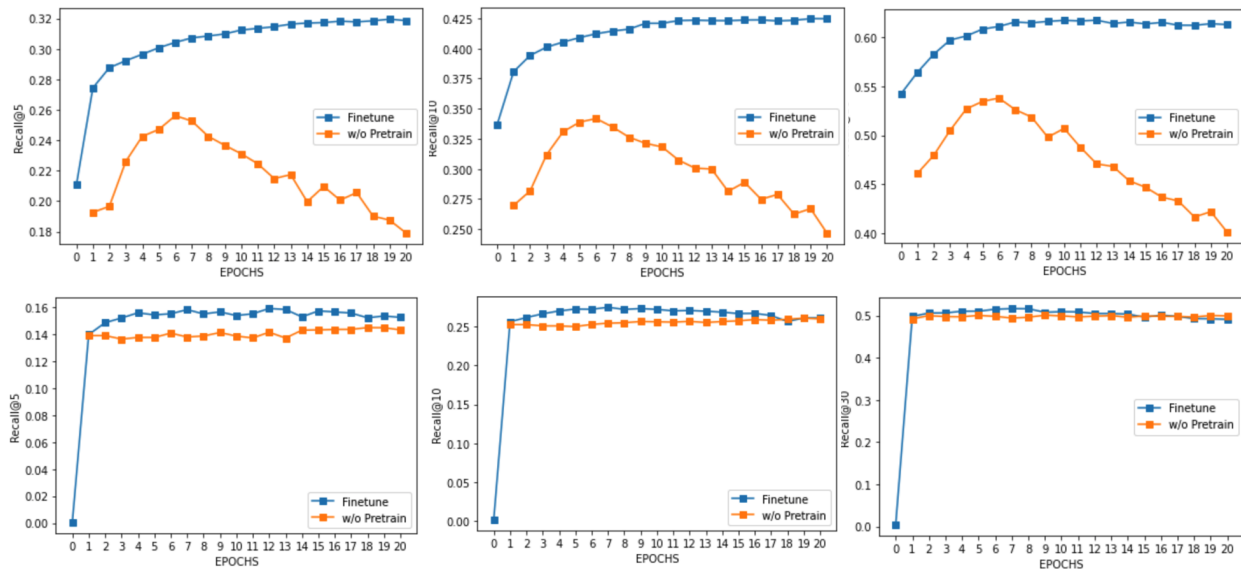 0.32
0.30
0.28
0.26
0.24
0.22
0.20
0.18
Recall@5
Finetune
w/o Pretrain
0 1 2 3 4 5 6 7 8 9 10 11 12 13 14 15 16 17 18 19 20
EPOCHS
0.425
0.400
0.375
0.350
0.325
0.300
0.275
0.250
Recall@10
Finetune
w/o Pretrain
0 1 2 3 4 5 6 7 8 9 10 11 12 13 14 15 16 17 18 19 20
EPOCHS
0.60
0.55
0.50
0.45
0.40
Finetune
w/o Pretrain
0 1 2 3 4 5 6 7 8 9 10 11 12 13 14 15 16 17 18 19 20
EPOCHS
0.16
0.14
0.12
0.10
0.08
0.06
0.04
0.02
0.00
Recall@5
Finetune
w/o Pretrain
0 1 2 3 4 5 6 7 8 9 10 11 12 13 14 15 16 17 18 19 20
EPOCHS
0.25
0.20
0.15
0.10
0.05
0.00
Recall@10
Finetune
w/o Pretrain
0 1 2 3 4 5 6 7 8 9 10 11 12 13 14 15 16 17 18 19 20
EPOCHS
0.5
0.4
0.3
0.2
0.1
0.0
Recall@30
Finetune
w/o Pretrain
0 1 2 3 4 5 6 7 8 9 10 11 12 13 14 15 16 17 18 19 20
EPOCHS